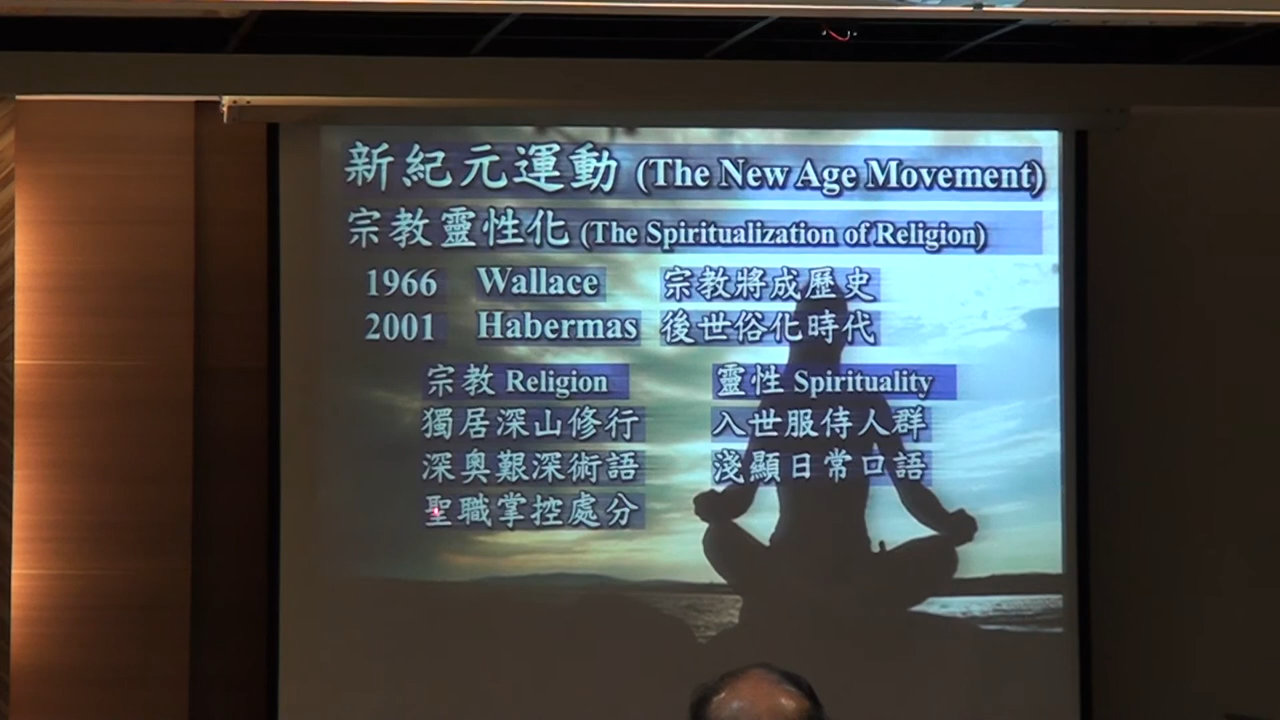 新紀元運動 (The New Age Movement)
宗教靈性化 (The Spiritualization of Religion)
1966 Wallace 宗教將成歷史
2001 Habermas 後世俗化時代
宗教 Religion 靈性 Spirituality
獨居深山修行 入世服侍人群
深奧艱深術語 淺顯日常口語
聖職掌控處分